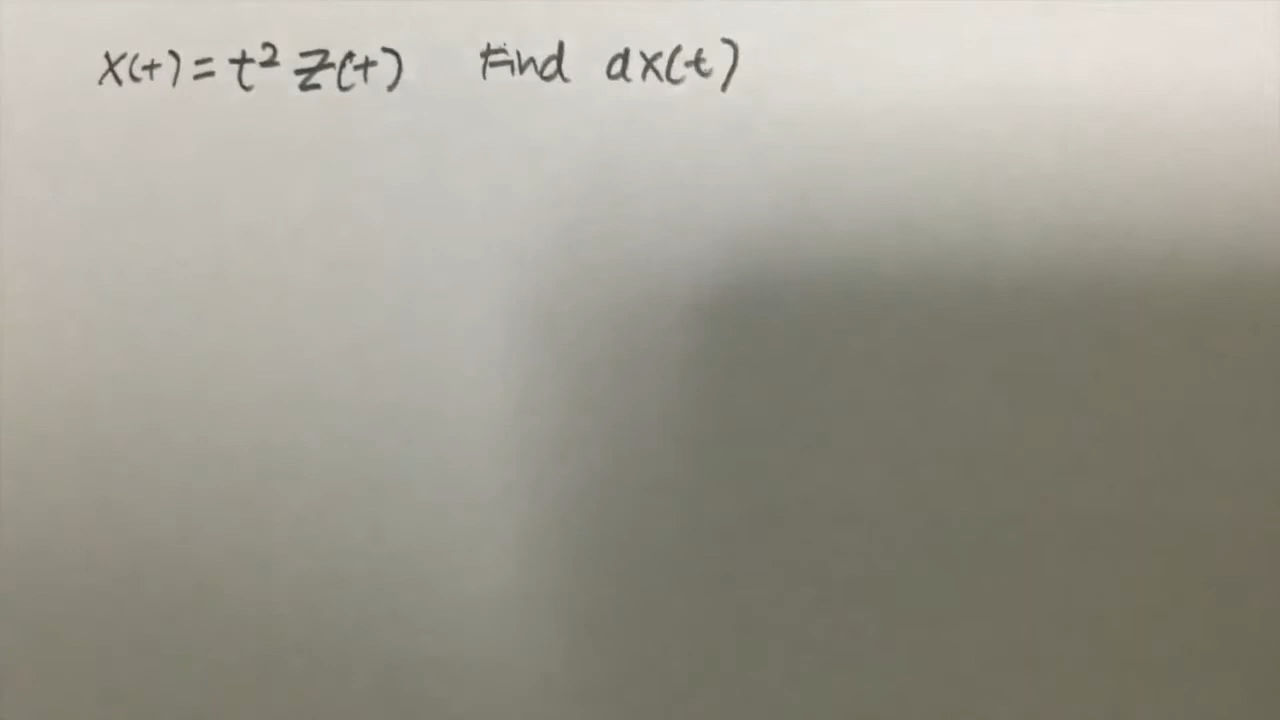 X(t) = t² Z(t) Find dX(t)